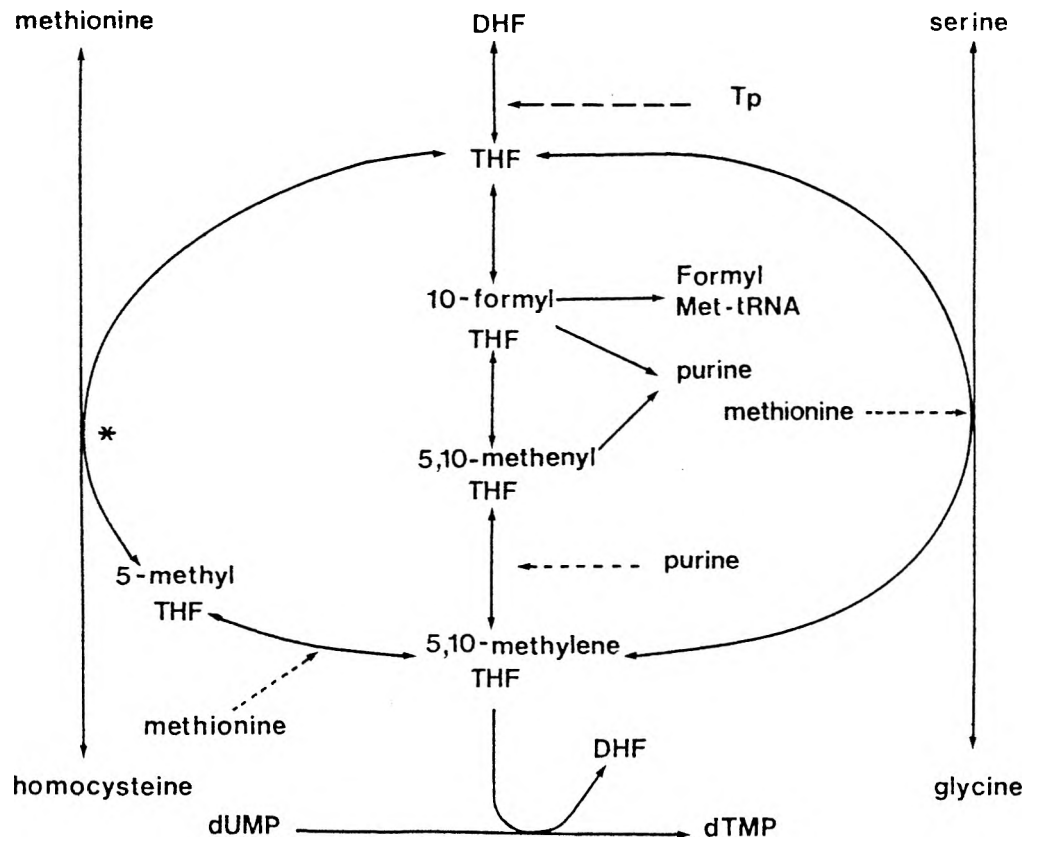 methionine
DHF
serine
Tp
THF
10-formyl
THF
Formyl
Met-tRNA
purine
methionine
*
5,10-methenyl
THF
5-methyl
THF
purine
5,10-methylene
THF
methionine
DHF
homocysteine
glycine
dUMP
dTMP